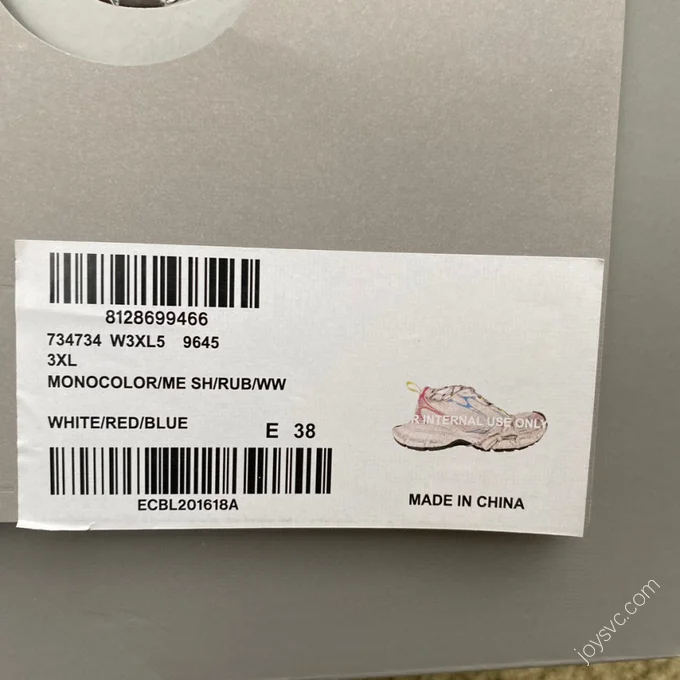 8128699466
734734 W3XL5 9645
3XL
MONOCOLOR/ME SH/RUB/WW
WHITE/RED/BLUE E 38
R INTERNAL USE ONLY
ECBL201618A
MADE IN CHINA
joysvc.com